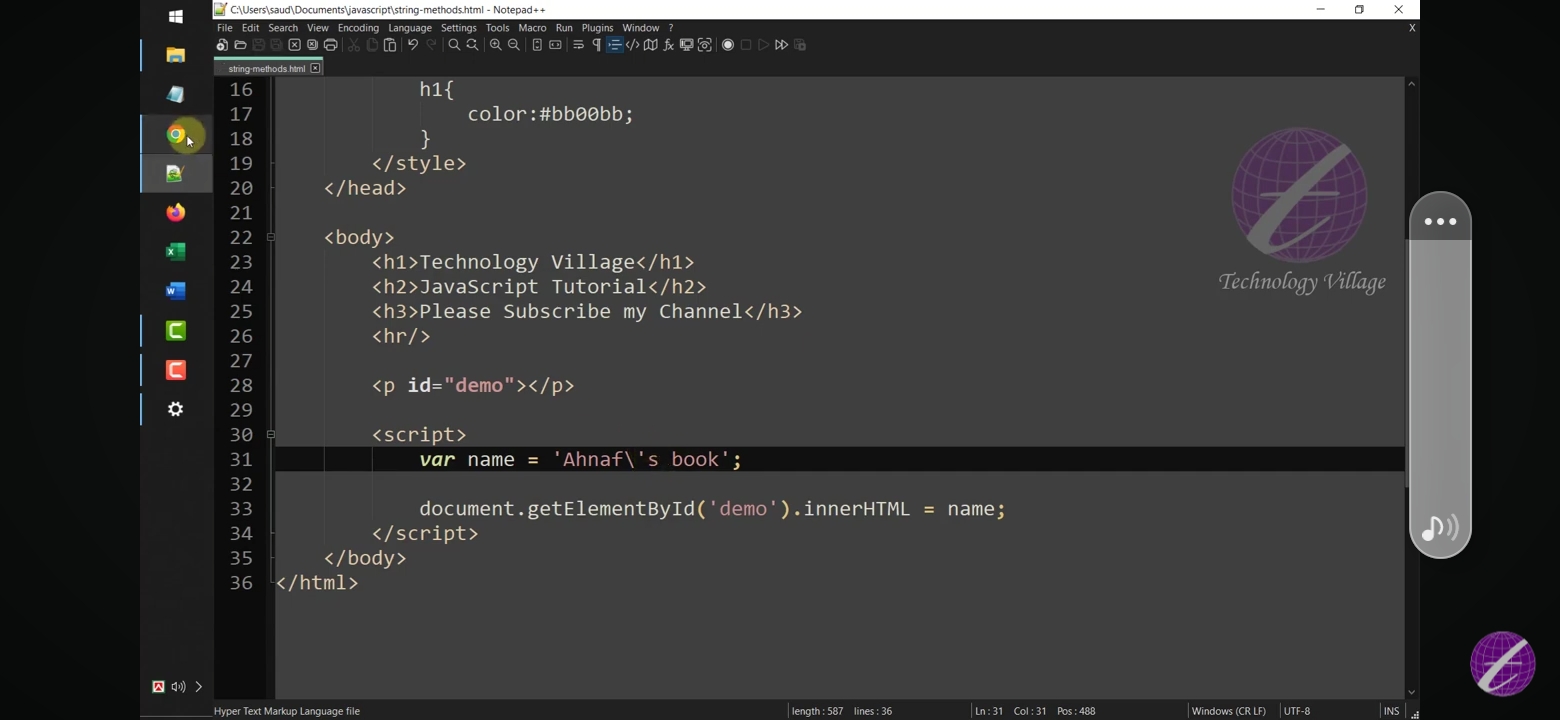 C:\Users\saud\Documents\javascript\string-methods.html - Notepad++
File Edit Search View Encoding Language Settings Tools Macro Run Plugins Window ? X
string-methods.html
16 h1{
17 color:#bb00bb;
18 }
19 </style>
20 </head>
21
22 <body>
23 <h1>Technology Village</h1>
24 <h2>JavaScript Tutorial</h2>
25 <h3>Please Subscribe my Channel</h3>
26 <hr/>
27
28 <p id="demo"></p>
29
30 <script>
31 var name = 'Ahnaf\'s book';
32
33 document.getElementById('demo').innerHTML = name;
34 </script>
35 </body>
36 </html>
Technology Village
Hyper Text Markup Language file length : 587 lines : 36 Ln : 31 Col : 31 Pos : 488 Windows (CR LF) UTF-8 INS